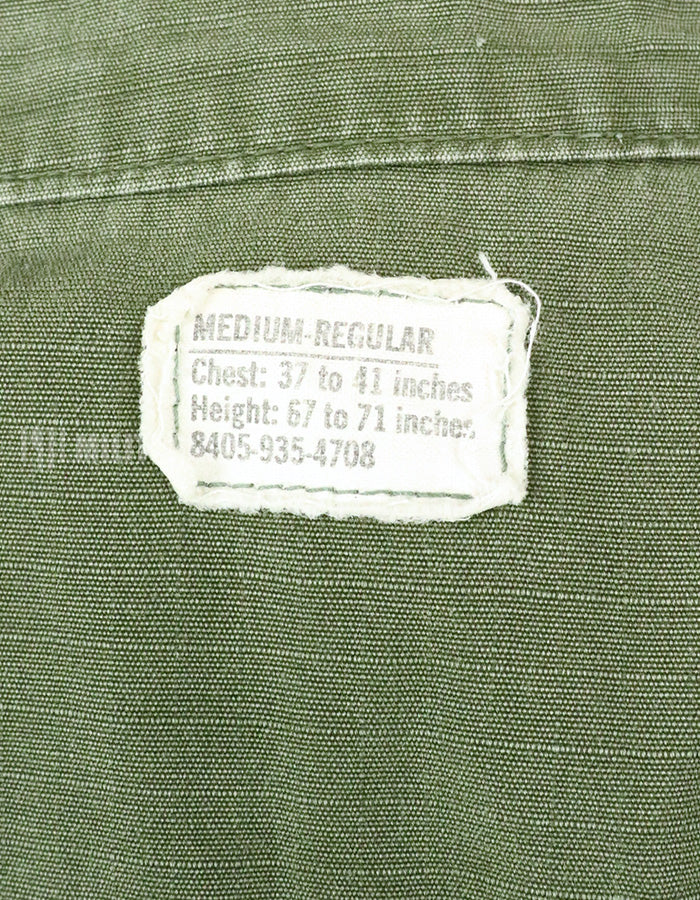 MEDIUM-REGULAR
Chest: 37 to 41 inches
Height: 67 to 71 inches
8405-935-4708